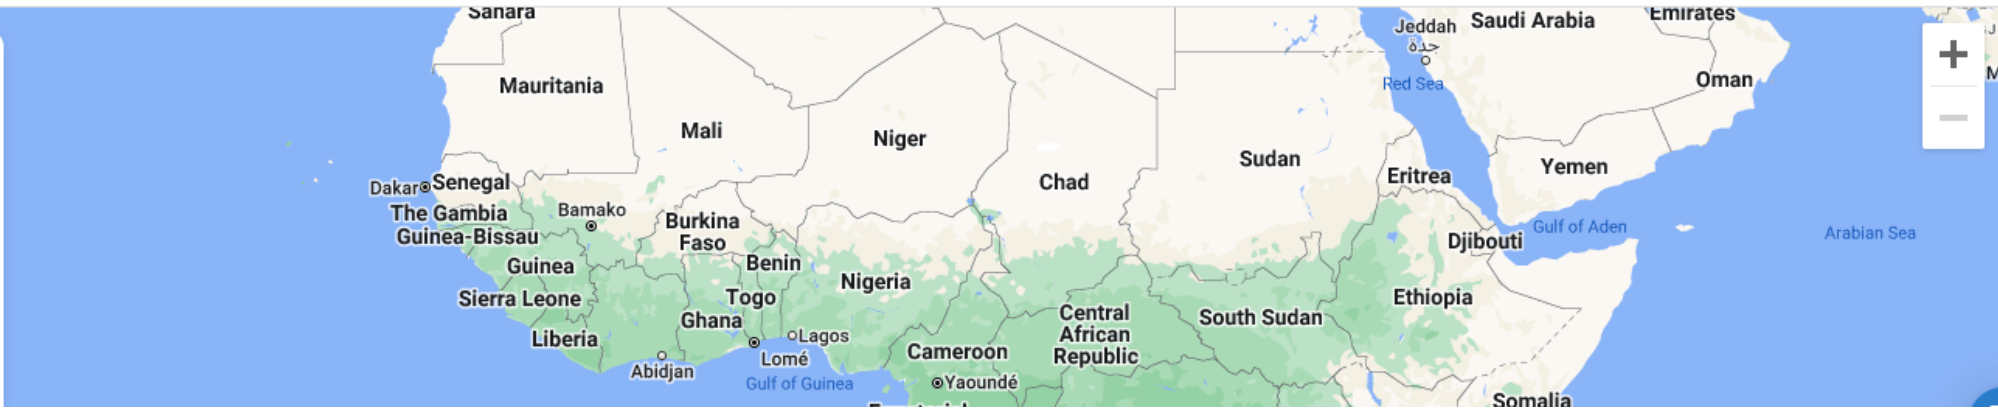 Sahara
Jeddah
جدة
Saudi Arabia
Emirates
Mauritania
Red Sea
Oman
Mali
Niger
Sudan
Yemen
Chad
Eritrea
Dakar
Senegal
The Gambia
Bamako
Burkina
Faso
Gulf of Aden
Arabian Sea
Guinea-Bissau
Djibouti
Guinea
Benin
Nigeria
Sierra Leone
Togo
Ethiopia
Ghana
Central
African
Republic
South Sudan
Liberia
Lagos
Cameroon
Abidjan
Lomé
Gulf of Guinea
Yaoundé
Somalia
+
−